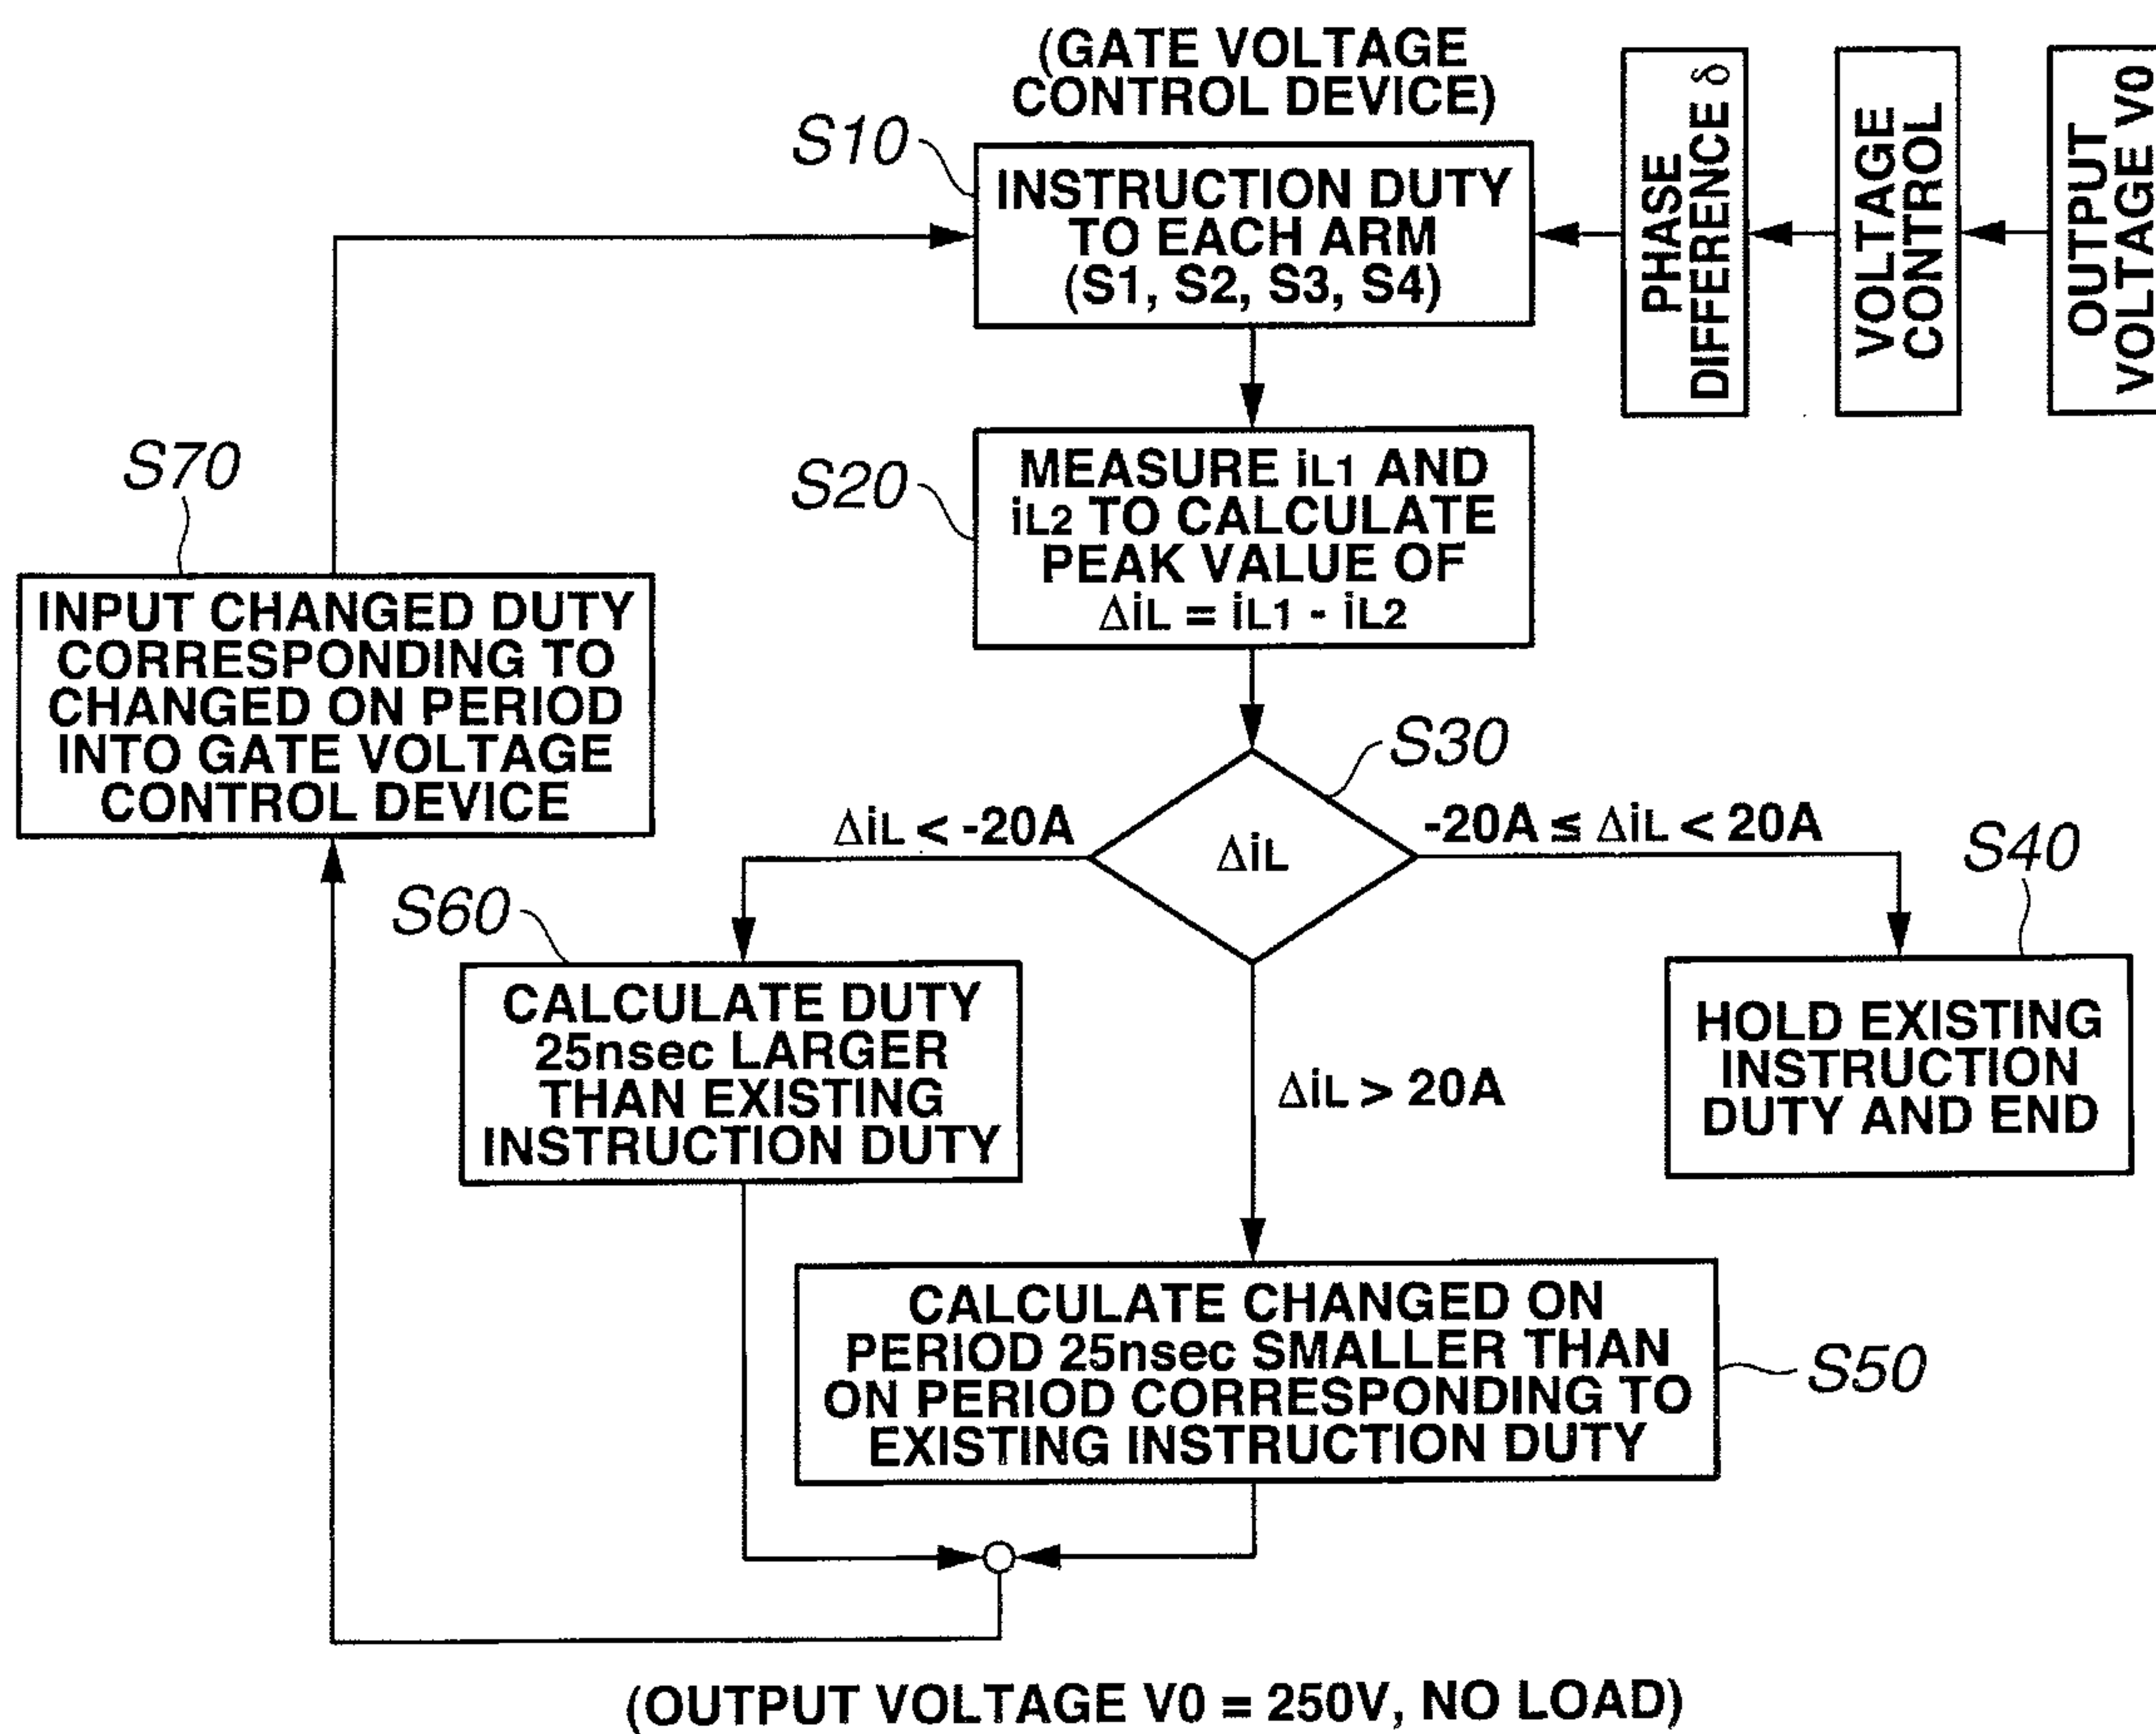 (GATE VOLTAGE
CONTROL DEVICE)
S10
INSTRUCTION DUTY
TO EACH ARM
(S1, S2, S3, S4)
PHASE
DIFFERENCE δ
VOLTAGE
CONTROL
OUTPUT
VOLTAGE V0
S20
MEASURE iL1 AND
iL2 TO CALCULATE
PEAK VALUE OF
ΔiL = iL1 - iL2
S70
INPUT CHANGED DUTY
CORRESPONDING TO
CHANGED ON PERIOD
INTO GATE VOLTAGE
CONTROL DEVICE
S30
ΔiL
ΔiL < -20A
-20A ≤ ΔiL < 20A
S40
HOLD EXISTING
INSTRUCTION
DUTY AND END
S60
CALCULATE DUTY
25nsec LARGER
THAN EXISTING
INSTRUCTION DUTY
ΔiL > 20A
CALCULATE CHANGED ON
PERIOD 25nsec SMALLER THAN
ON PERIOD CORRESPONDING TO
EXISTING INSTRUCTION DUTY
S50
(OUTPUT VOLTAGE V0 = 250V, NO LOAD)